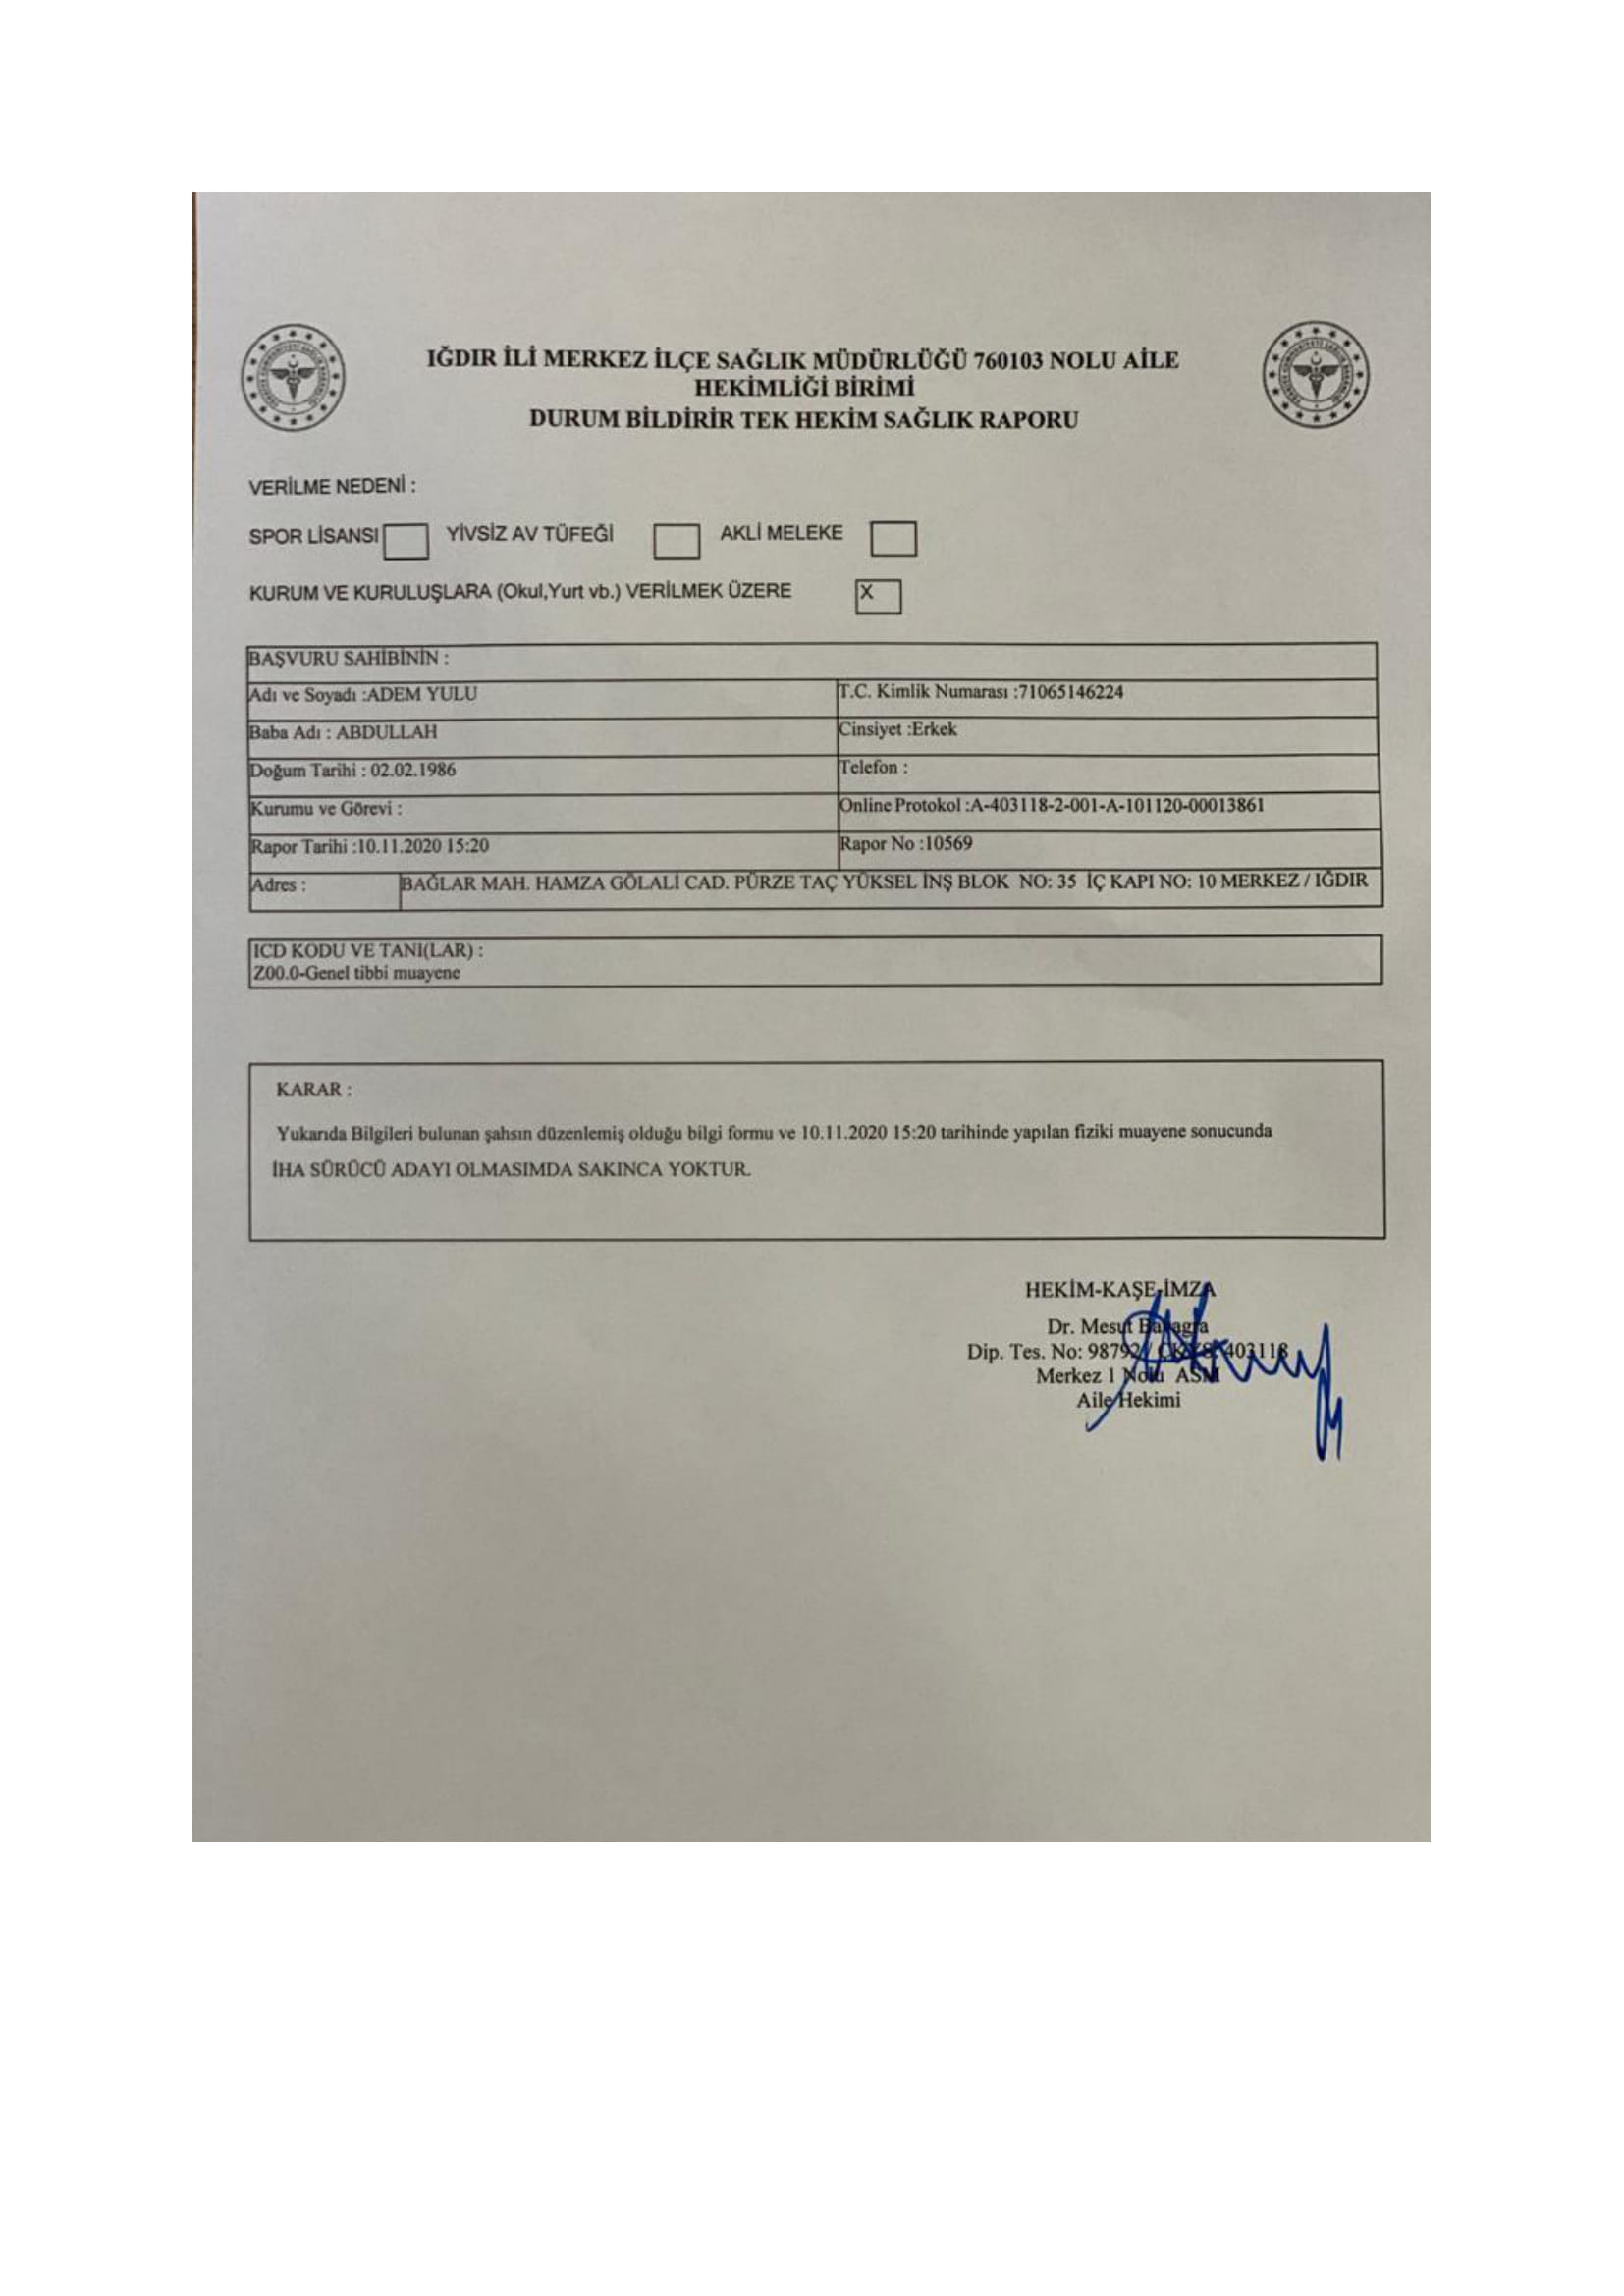 IĞDIR İLİ MERKEZ İLÇE SAĞLIK MÜDÜRLÜĞÜ 760103 NOLU AİLE
HEKİMLİĞİ BİRİMİ
DURUM BİLDİRİR TEK HEKİM SAĞLIK RAPORU
VERİLME NEDENİ :
SPOR LİSANSI YİVSİZ AV TÜFEĞİ AKLİ MELEKE
KURUM VE KURULUŞLARA (Okul,Yurt vb.) VERİLMEK ÜZERE X
BAŞVURU SAHİBİNİN :
Adı ve Soyadı :ADEM YULU T.C. Kimlik Numarası :71065146224
Baba Adı : ABDULLAH Cinsiyet :Erkek
Doğum Tarihi : 02.02.1986 Telefon :
Kurumu ve Görevi : Online Protokol :A-403118-2-001-A-101120-00013861
Rapor Tarihi :10.11.2020 15:20 Rapor No :10569
Adres : BAĞLAR MAH. HAMZA GÖLALİ CAD. PÜRZE TAÇ YÜKSEL İNŞ BLOK NO: 35 İÇ KAPI NO: 10 MERKEZ / IĞDIR
ICD KODU VE TANI(LAR) :
Z00.0-Genel tibbi muayene
KARAR :
Yukarıda Bilgileri bulunan şahsın düzenlemiş olduğu bilgi formu ve 10.11.2020 15:20 tarihinde yapılan fiziki muayene sonucunda
İHA SÜRÜCÜ ADAYI OLMASIMDA SAKINCA YOKTUR.
HEKİM-KAŞE-İMZA
Dr. Mesut
Dip. Tes. No: 403118
Merkez 1 Nolu ASM
Aile Hekimi